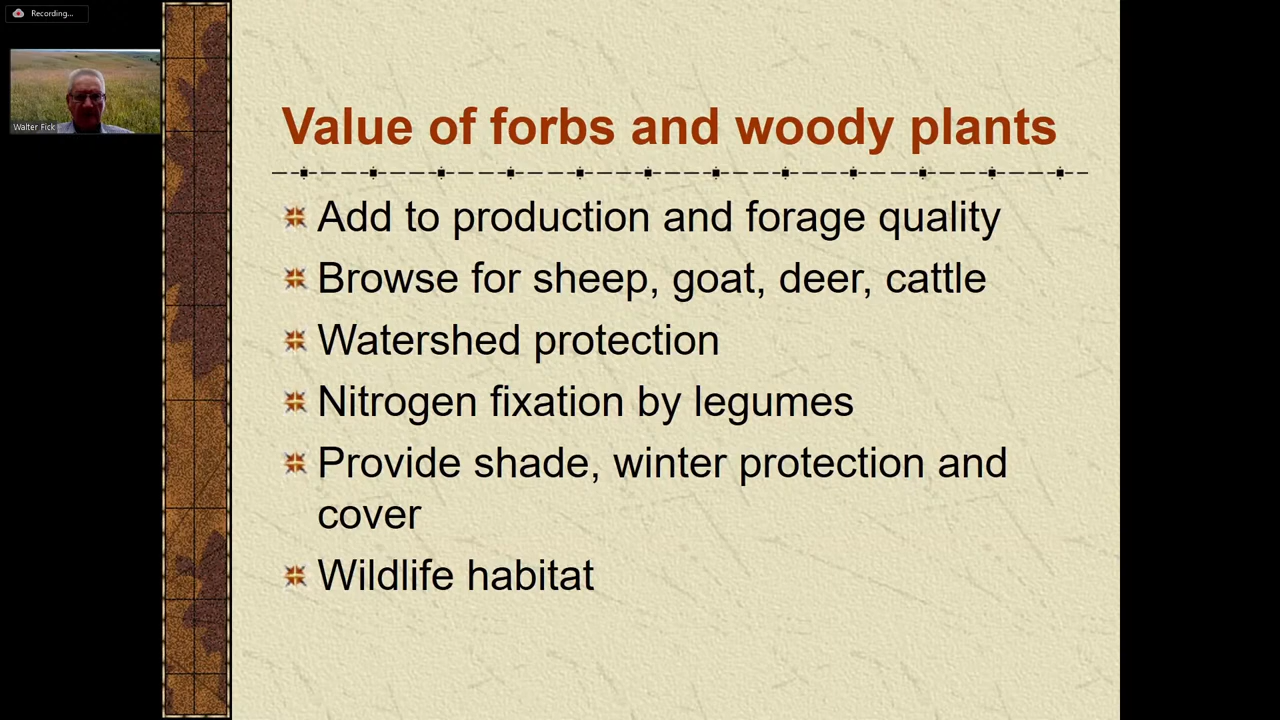 Recording...
Walter Fick
Value of forbs and woody plants
Add to production and forage quality
Browse for sheep, goat, deer, cattle
Watershed protection
Nitrogen fixation by legumes
Provide shade, winter protection and
cover
Wildlife habitat